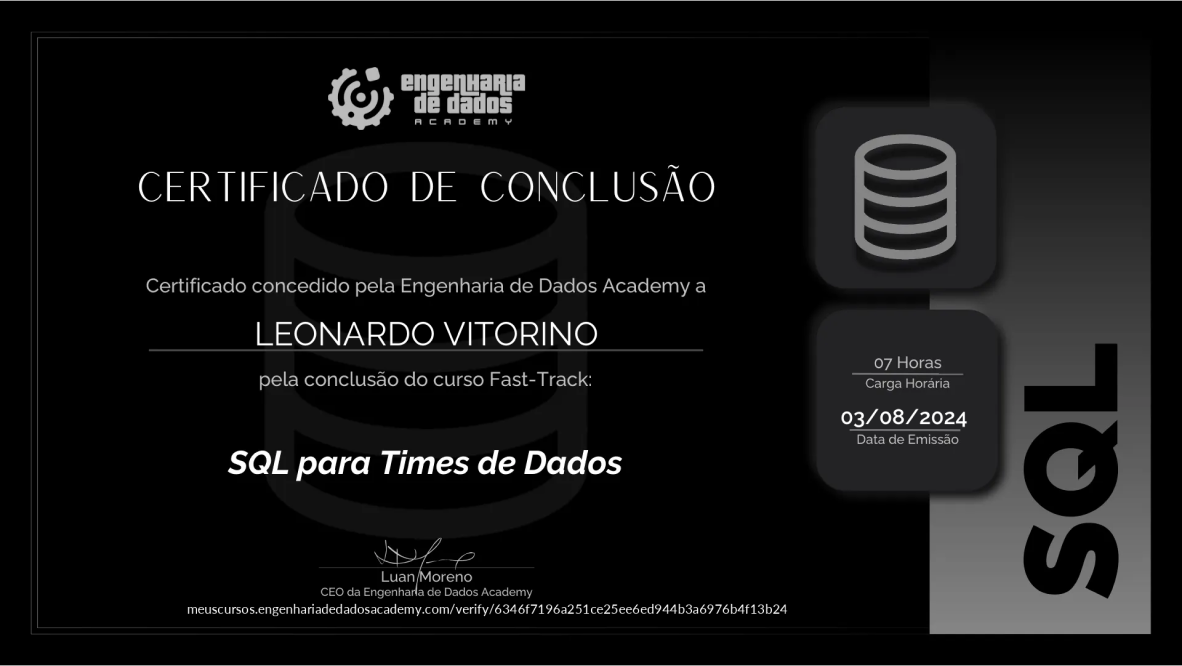 engenharia
de dados
ACADEMY
CERTIFICADO DE CONCLUSÃO
Certificado concedido pela Engenharia de Dados Academy a
LEONARDO VITORINO
pela conclusão do curso Fast-Track:
SQL para Times de Dados
Luan Moreno
CEO da Engenharia de Dados Academy
meuscursos.engenhariadedadosacademy.com/verify/6346f7196a251ce25ee6ed944b3a6976b4f13b24
07 Horas
Carga Horária
03/08/2024
Data de Emissão
SQL